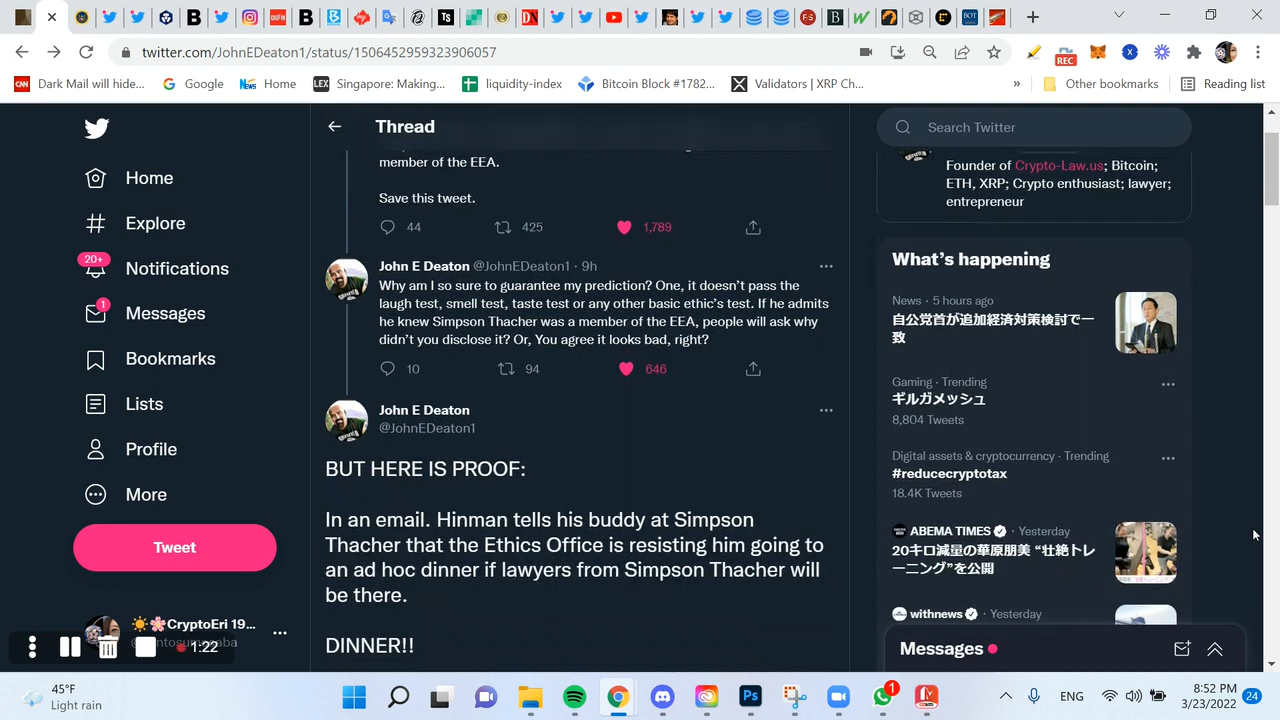 twitter.com/JohnEDeaton1/status/1506452959323906057
REC
CNN Dark Mail will hide...
Google
News Home
LEX Singapore: Making...
liquidity-index
Bitcoin Block #1782...
Validators | XRP Ch...
»
Other bookmarks
Reading list
Thread
Search Twitter
Home
Explore
20+
Notifications
1
Messages
Bookmarks
Lists
Profile
More
Tweet
CryptoEri 19...
1:22
member of the EEA.
Save this tweet.
44
425
1,789
John E Deaton @JohnEDeaton1 · 9h
Why am I so sure to guarantee my prediction? One, it doesn’t pass the
laugh test, smell test, taste test or any other basic ethic’s test. If he admits
he knew Simpson Thacher was a member of the EEA, people will ask why
didn’t you disclose it? Or, You agree it looks bad, right?
10
94
646
John E Deaton
@JohnEDeaton1
BUT HERE IS PROOF:
In an email. Hinman tells his buddy at Simpson
Thacher that the Ethics Office is resisting him going to
an ad hoc dinner if lawyers from Simpson Thacher will
be there.
DINNER!!
Founder of Crypto-Law.us; Bitcoin;
ETH, XRP; Crypto enthusiast; lawyer;
entrepreneur
What’s happening
News · 5 hours ago
自公党首が追加経済対策検討で一
致
Gaming · Trending
ギルガメッシュ
8,804 Tweets
Digital assets & cryptocurrency · Trending
#reducecryptotax
18.4K Tweets
ABEMA TIMES · Yesterday
20キロ減量の華原朋美 “壮絶トレ
ーニング”を公開
withnews · Yesterday
Messages
45°F
Light rain
Ps
1
ENG
8:52 PM
3/23/2022
24